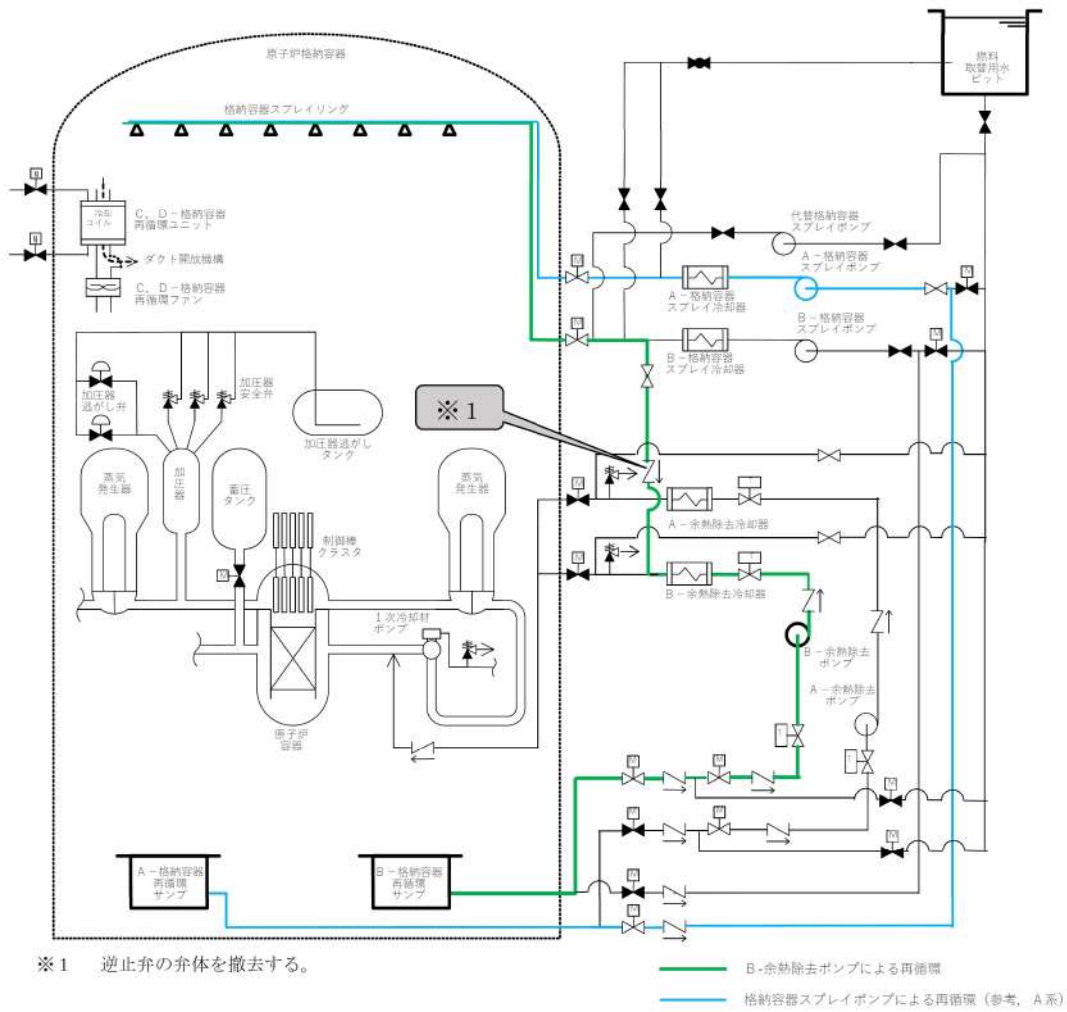 原子炉格納容器
燃料
取替用水
ピット
格納容器スプレイリング
M
冷却
コイル
C、D－格納容器
再循環ユニット
M
ダクト開放機構
C、D－格納容器
再循環ファン
代替格納容器
スプレイポンプ
A－格納容器
スプレイポンプ
M
M
A－格納容器
スプレイ冷却器
B－格納容器
スプレイポンプ
M
M
B－格納容器
スプレイ冷却器
加圧器
逃がし弁
加圧器
安全弁
加圧器逃がし
タンク
※1
蒸気
発生器
加
圧
器
蓄圧
タンク
蒸気
発生器
M
A－余熱除去冷却器
制御棒
クラスタ
M
M
B－余熱除去冷却器
1次冷却材
ポンプ
B－余熱除去
ポンプ
A－余熱除去
ポンプ
原子炉
容器
M
M
M
M
M
M
A－格納容器
再循環
サンプ
B－格納容器
再循環
サンプ
M
M
※1　逆止弁の弁体を撤去する。
B-余熱除去ポンプによる再循環
格納容器スプレイポンプによる再循環（参考，A系）